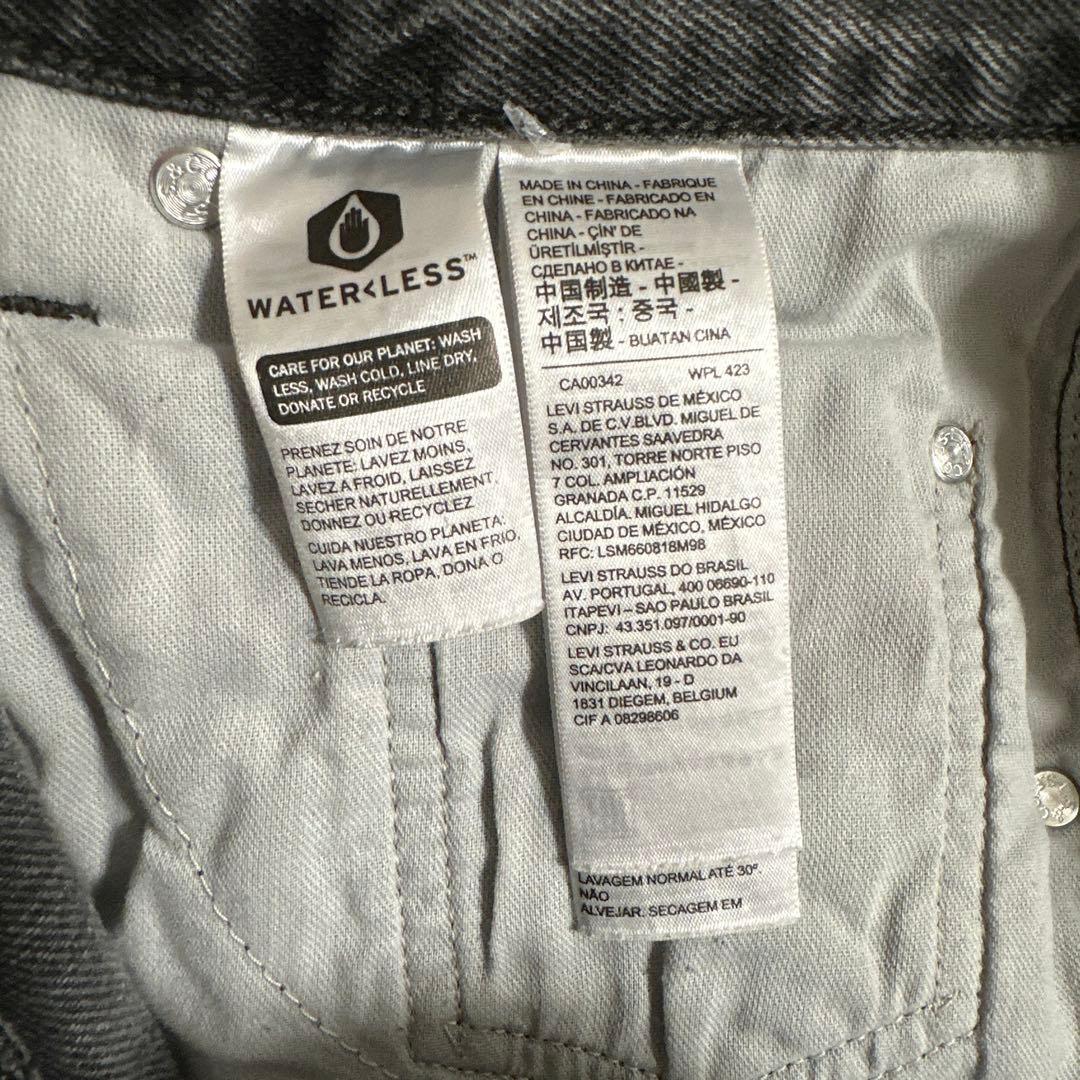 WATER<LESS™
CARE FOR OUR PLANET: WASH
LESS, WASH COLD, LINE DRY,
DONATE OR RECYCLE
PRENEZ SOIN DE NOTRE
PLANETE: LAVEZ MOINS,
LAVEZ A FROID, LAISSEZ
SECHER NATURELLEMENT,
DONNEZ OU RECYCLEZ
CUIDA NUESTRO PLANETA:
LAVA MENOS, LAVA EN FRIO,
TIENDE LA ROPA, DONA O
RECICLA.
MADE IN CHINA - FABRIQUE
EN CHINE - FABRICADO EN
CHINA - FABRICADO NA
CHINA - ÇİN' DE
ÜRETİLMİŞTİR -
СДЕЛАНО В КИТАЕ -
中国制造 - 中國製 -
제조국 : 중국 -
中国製 - BUATAN CINA
CA00342 WPL 423
LEVI STRAUSS DE MÉXICO
S.A. DE C.V.BLVD. MIGUEL DE
CERVANTES SAAVEDRA
NO. 301, TORRE NORTE PISO
7 COL. AMPLIACIÓN
GRANADA C.P. 11529
ALCALDÍA. MIGUEL HIDALGO
CIUDAD DE MÉXICO, MÉXICO
RFC: LSM660818M98
LEVI STRAUSS DO BRASIL
AV. PORTUGAL, 400 06690-110
ITAPEVI – SAO PAULO BRASIL
CNPJ: 43.351.097/0001-90
LEVI STRAUSS & CO. EU
SCA/CVA LEONARDO DA
VINCILAAN, 19 - D
1831 DIEGEM, BELGIUM
CIF A 08298606
LAVAGEM NORMAL ATÉ 30º.
NÃO
ALVEJAR. SECAGEM EM